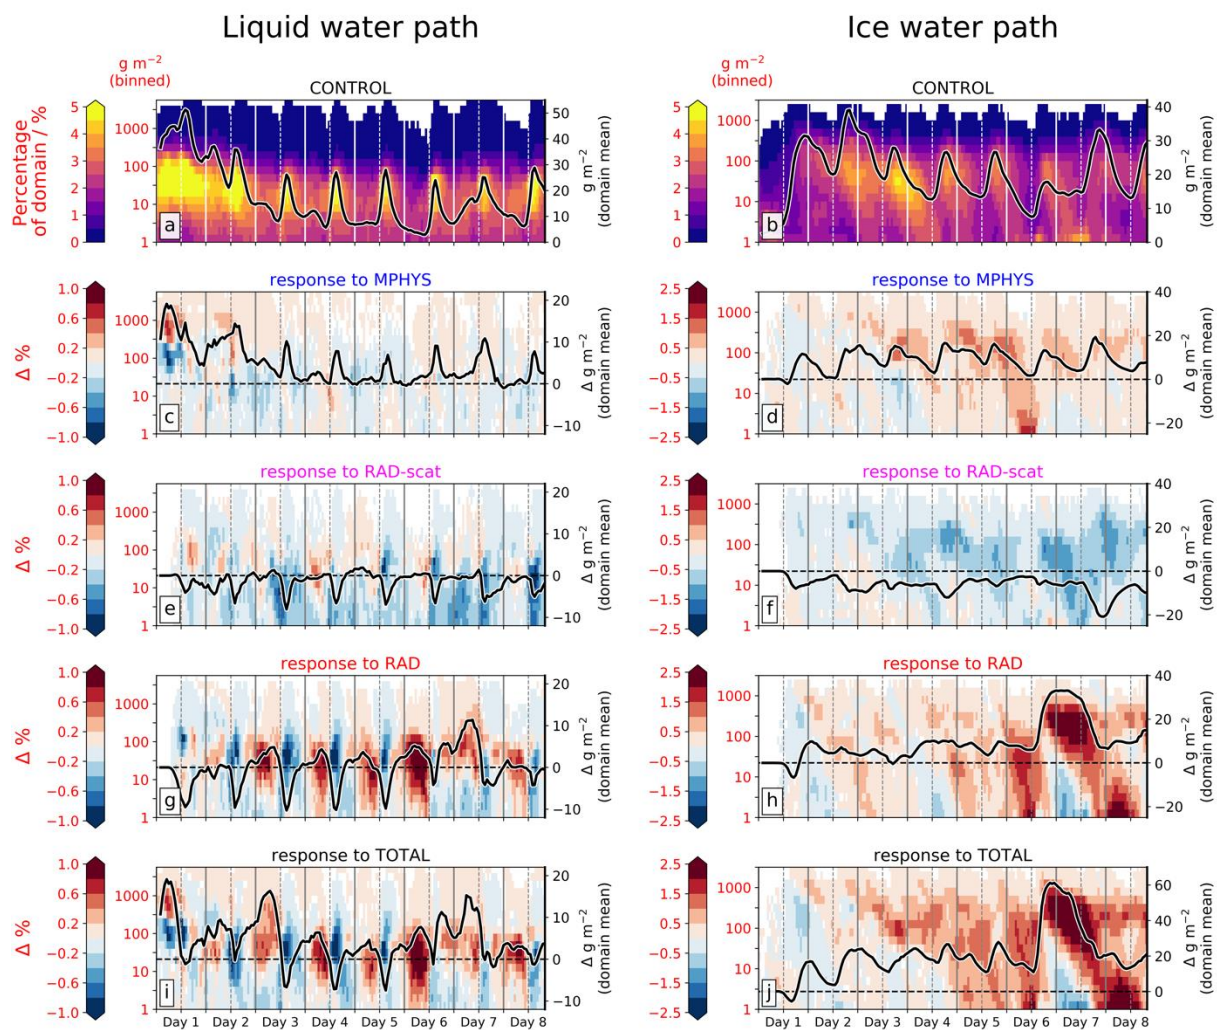 Liquid water path
Ice water path
g m⁻²
(binned)
CONTROL
Percentage
of domain / %
5
4
3
2
1
0
1000
100
10
1
a
50
40
30
20
10
0
g m⁻²
(domain mean)
g m⁻²
(binned)
CONTROL
5
4
3
2
1
0
1000
100
10
1
b
40
30
20
10
0
g m⁻²
(domain mean)
response to MPHYS
Δ %
1.0
0.6
0.2
−0.2
−0.6
−1.0
1000
100
10
1
c
20
10
0
−10
Δ g m⁻²
(domain mean)
response to MPHYS
2.5
1.5
0.5
−0.5
−1.5
−2.5
1000
100
10
1
d
40
20
0
−20
Δ g m⁻²
(domain mean)
response to RAD-scat
Δ %
1.0
0.6
0.2
−0.2
−0.6
−1.0
1000
100
10
1
e
20
10
0
−10
Δ g m⁻²
(domain mean)
response to RAD-scat
2.5
1.5
0.5
−0.5
−1.5
−2.5
1000
100
10
1
f
40
20
0
−20
Δ g m⁻²
(domain mean)
response to RAD
Δ %
1.0
0.6
0.2
−0.2
−0.6
−1.0
1000
100
10
1
g
20
10
0
−10
Δ g m⁻²
(domain mean)
response to RAD
2.5
1.5
0.5
−0.5
−1.5
−2.5
1000
100
10
1
h
40
20
0
−20
Δ g m⁻²
(domain mean)
response to TOTAL
Δ %
1.0
0.6
0.2
−0.2
−0.6
−1.0
1000
100
10
1
i
20
10
0
−10
Δ g m⁻²
(domain mean)
Day 1 Day 2 Day 3 Day 4 Day 5 Day 6 Day 7 Day 8
response to TOTAL
2.5
1.5
0.5
−0.5
−1.5
−2.5
1000
100
10
1
j
60
40
20
0
Δ g m⁻²
(domain mean)
Day 1 Day 2 Day 3 Day 4 Day 5 Day 6 Day 7 Day 8